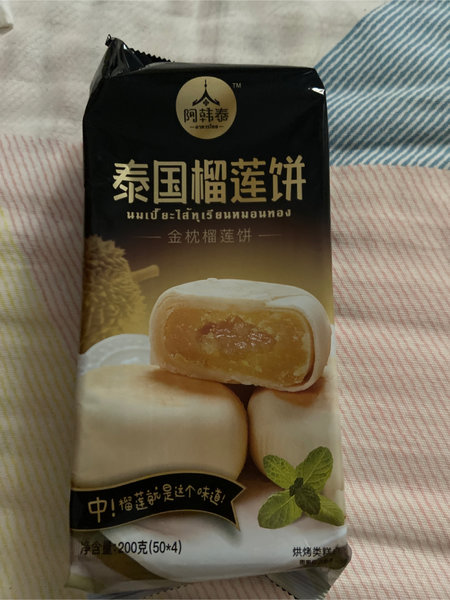 TM
阿韩泰
泰国榴莲饼
นมเปี๊ยะไส้ทุเรียนหมอนทอง
金枕榴莲饼
中！榴莲就是这个味道！
净含量:200克(50*4)
烘烤类糕点